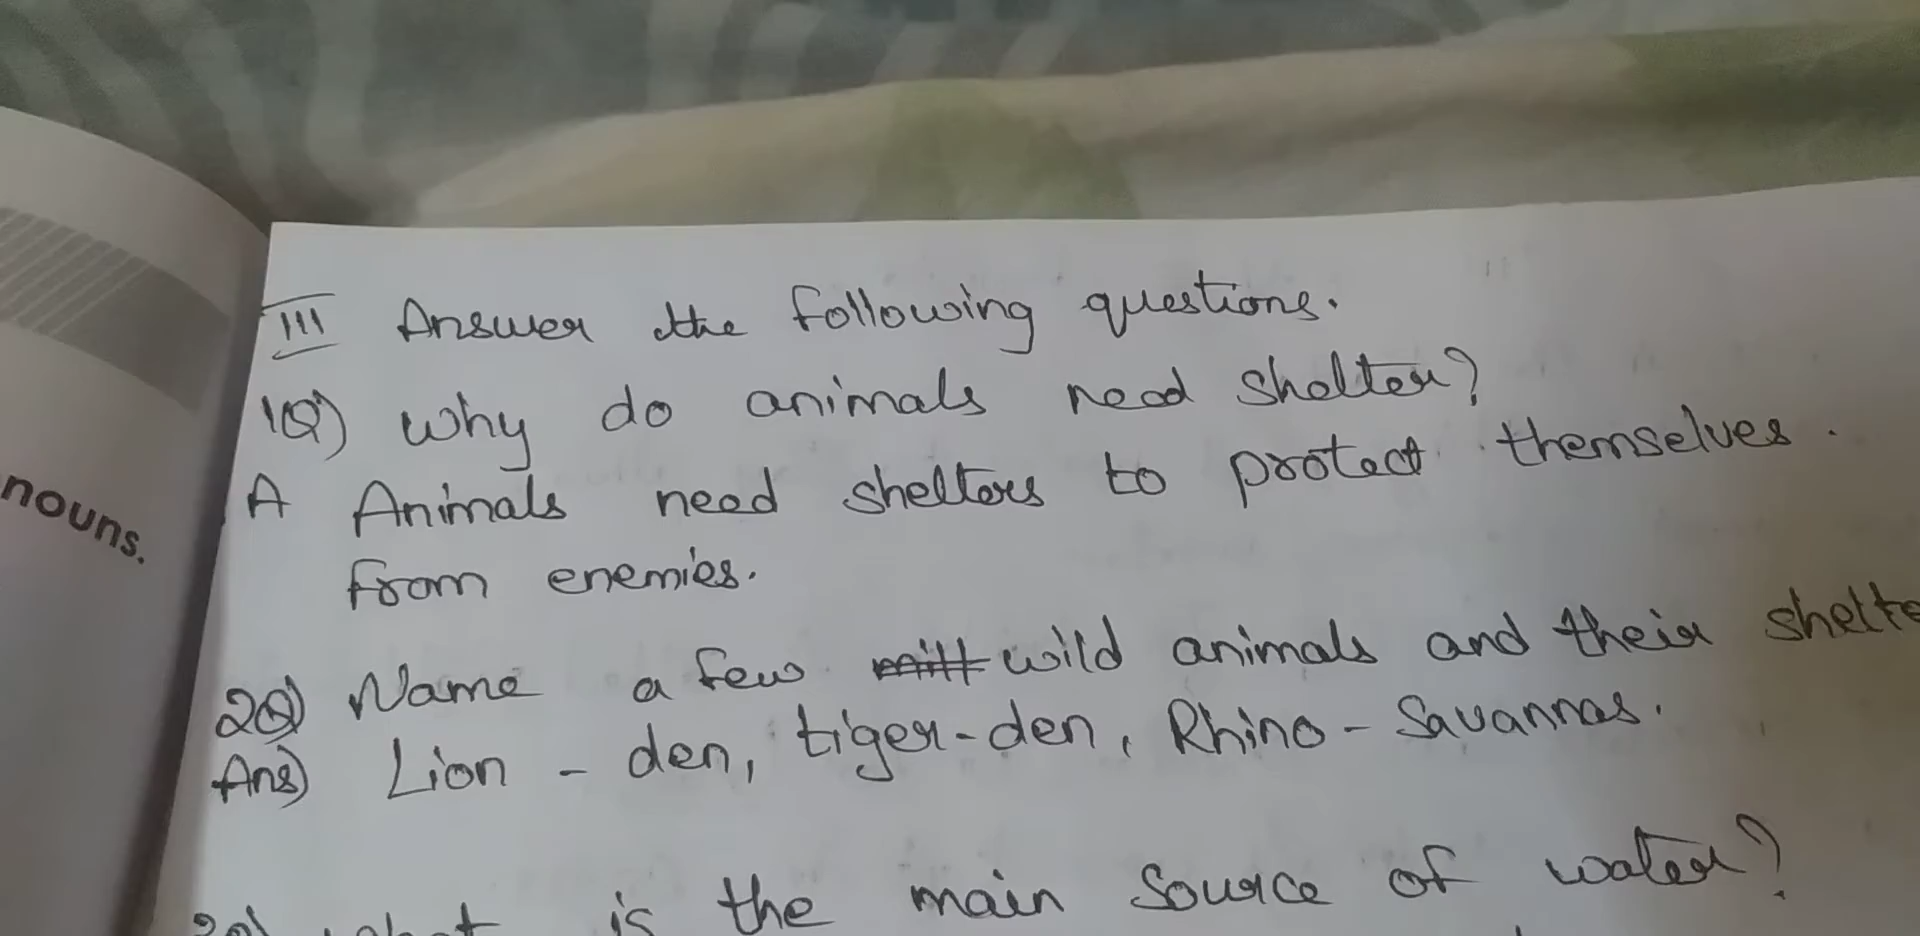 nouns.
III Answer the following questions.
1Q) Why do animals need shelter?
A Animals need shelters to protect themselves.
from enemies.
2Q) Name a few wild animals and their shelte
Ans) Lion - den, tiger-den, Rhino - Savannas.
is the main source of water?